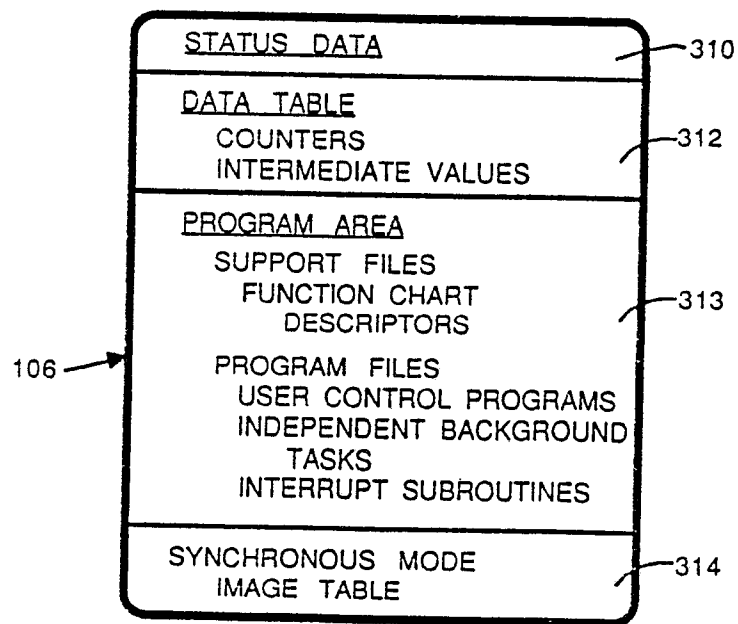 STATUS DATA
310
DATA TABLE
COUNTERS
312
INTERMEDIATE VALUES
PROGRAM AREA
SUPPORT FILES
FUNCTION CHART
313
DESCRIPTORS
106
PROGRAM FILES
USER CONTROL PROGRAMS
INDEPENDENT BACKGROUND
TASKS
INTERRUPT SUBROUTINES
SYNCHRONOUS MODE
314
IMAGE TABLE